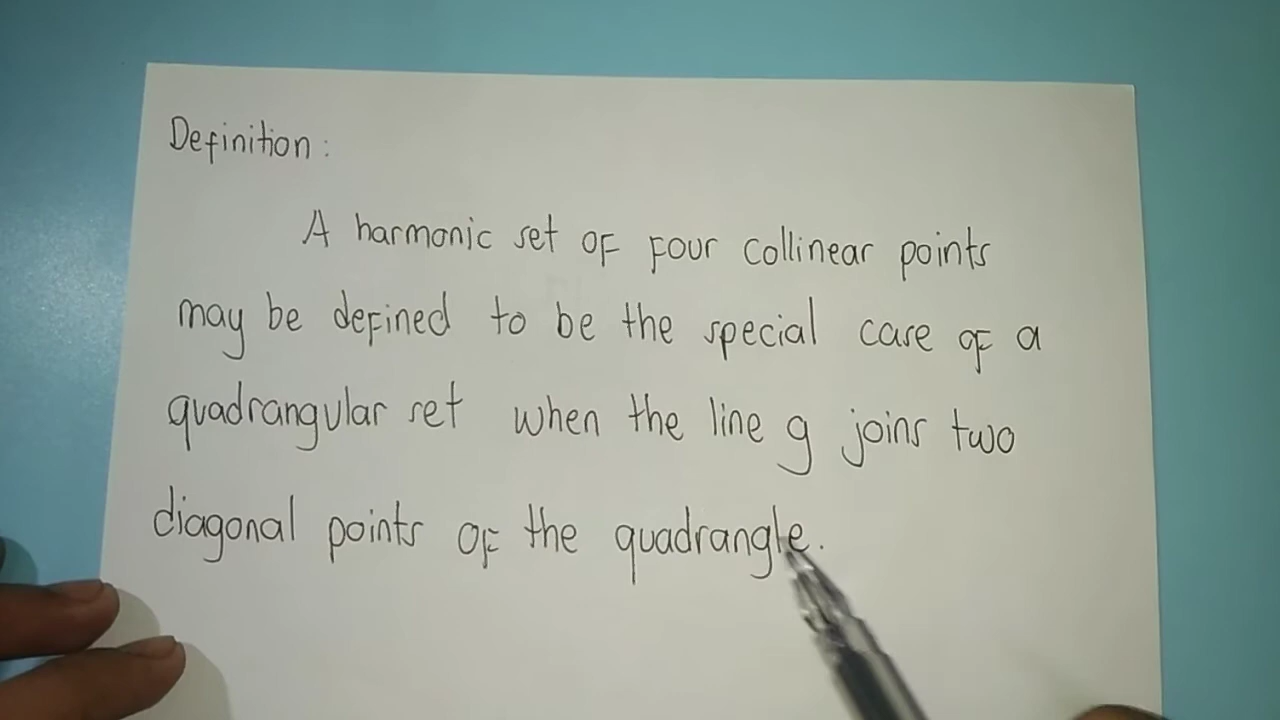 Definition:
A harmonic set of four collinear points
may be defined to be the special case of a
quadrangular set when the line g joins two
diagonal points of the quadrangle.